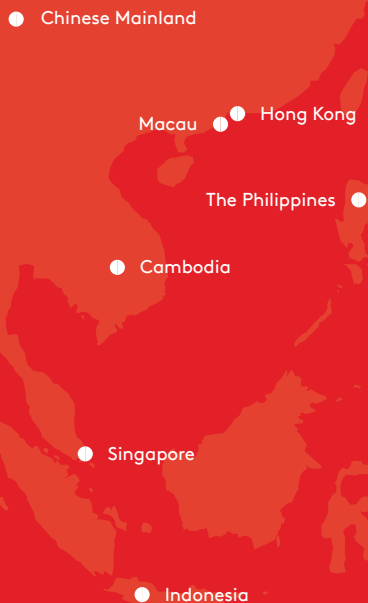 Chinese Mainland
Hong Kong
Macau
The Philippines
Cambodia
Singapore
Indonesia